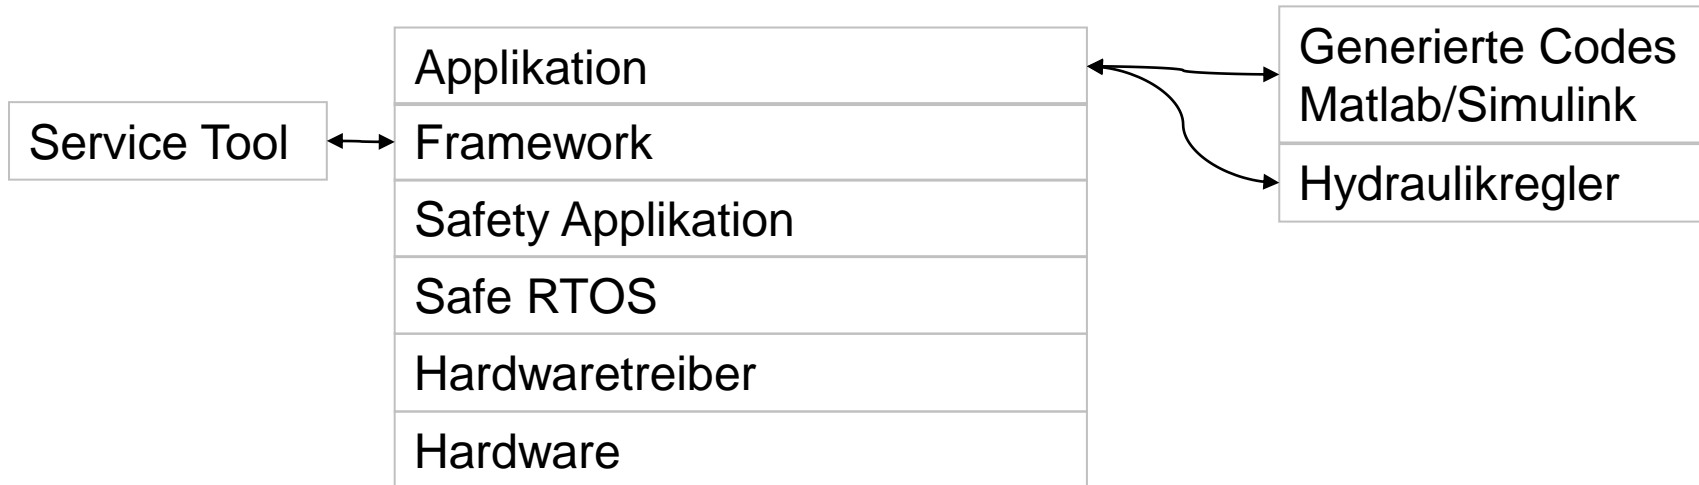 Service Tool
Applikation
Framework
Safety Applikation
Safe RTOS
Hardwaretreiber
Hardware
Generierte Codes
Matlab/Simulink
Hydraulikregler